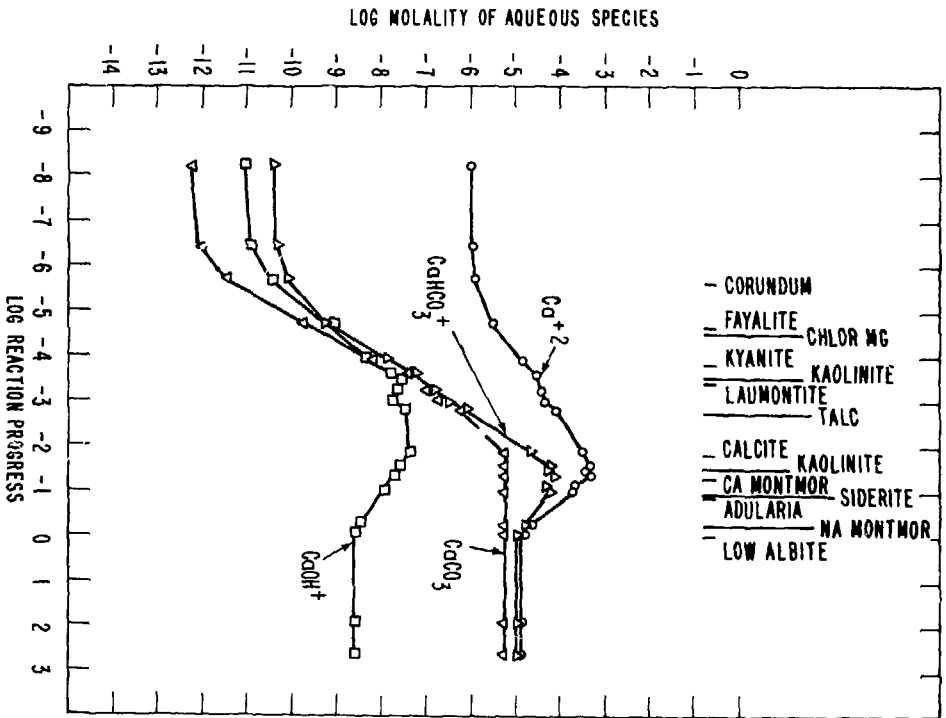 LOG MOLALITY OF AQUEOUS SPECIES
-14 -13 -12 -11 -10 -9 -8 -7 -6 -5 -4 -3 -2 -1 0
-9
-8
-7
-6
-5
-4
-3
-2
-1
0
1
2
3
LOG REACTION PROGRESS
Ca+2
CaHCO3+
CaCO3
CaOH+
CORUNDUM
FAYALITE
CHLOR MG
KYANITE
KAOLINITE
LAUMONTITE
TALC
CALCITE
KAOLINITE
CA MONTMOR
SIDERITE
ADULARIA
NA MONTMOR
LOW ALBITE